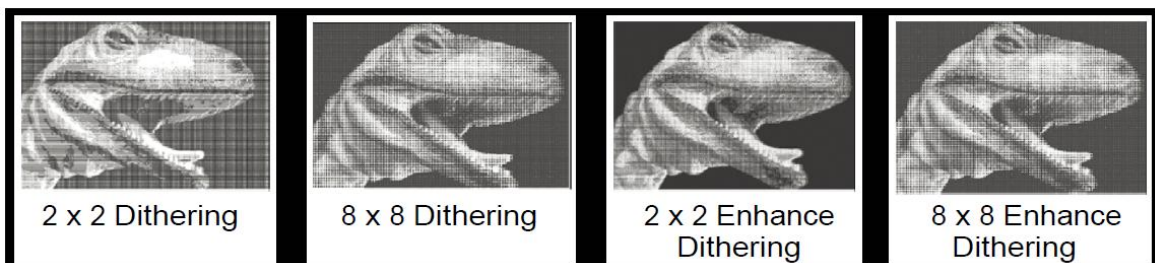 2 x 2 Dithering
8 x 8 Dithering
2 x 2 Enhance
Dithering
8 x 8 Enhance
Dithering